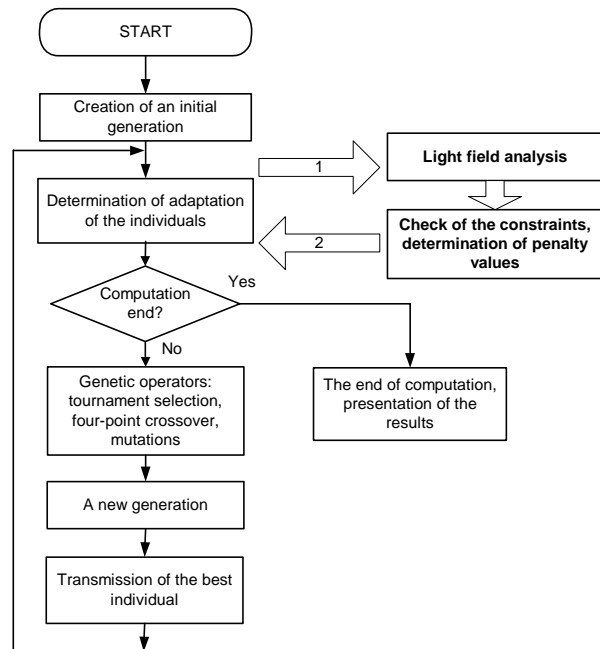 START
Creation of an initial
generation
1
Light field analysis
Determination of adaptation
of the individuals
2
Check of the constraints,
determination of penalty
values
Computation
end?
Yes
No
Genetic operators:
tournament selection,
four-point crossover,
mutations
The end of computation,
presentation of the
results
A new generation
Transmission of the best
individual